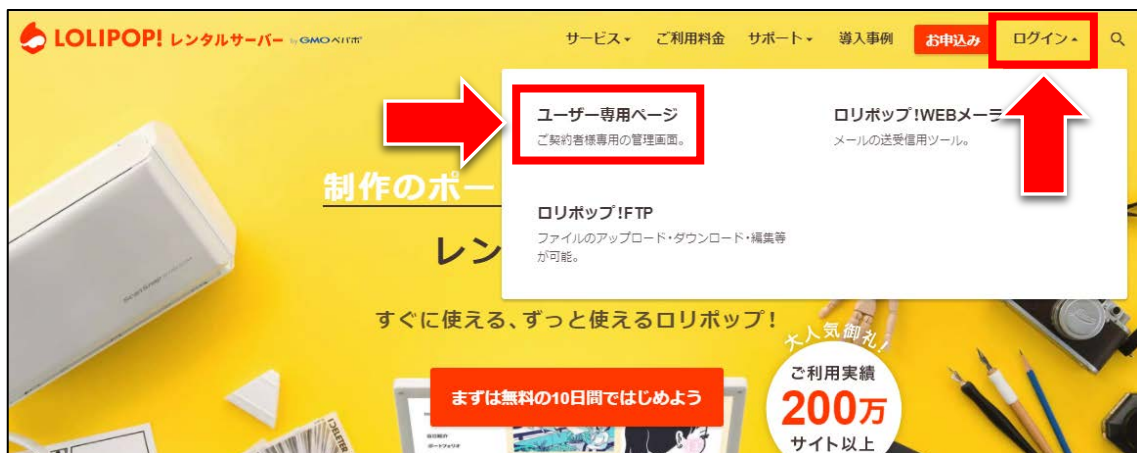 LOLIPOP! レンタルサーバー by GMOペパボ
サービス ご利用料金 サポート 導入事例 お申込み ログイン
ユーザー専用ページ
ご契約者様専用の管理画面。
ロリポップ!WEBメーラ
メールの送受信用ツール。
ロリポップ!FTP
ファイルのアップロード・ダウンロード・編集等
が可能。
制作のポー
レン
すぐに使える、ずっと使えるロリポップ!
まずは無料の10日間ではじめよう
大人気御礼!
ご利用実績
200万
サイト以上
ポートフォリオ
DELETER